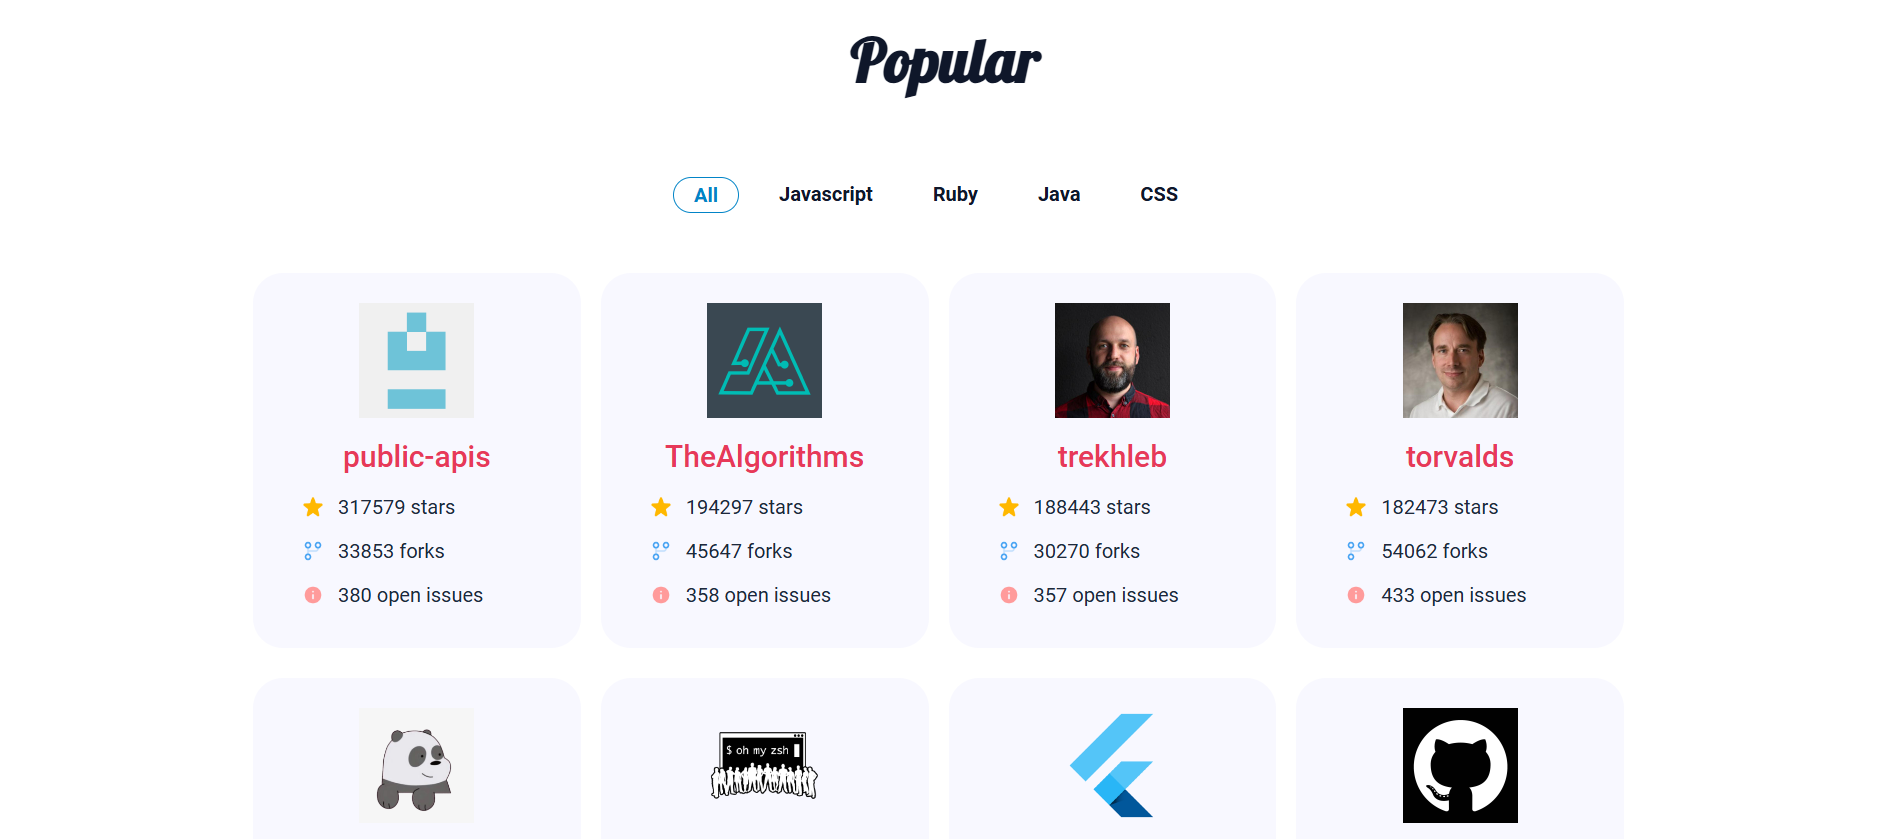 Popular
All Javascript Ruby Java CSS
public-apis
317579 stars
33853 forks
380 open issues
TheAlgorithms
194297 stars
45647 forks
358 open issues
trekhleb
188443 stars
30270 forks
357 open issues
torvalds
182473 stars
54062 forks
433 open issues
$ oh my zsh